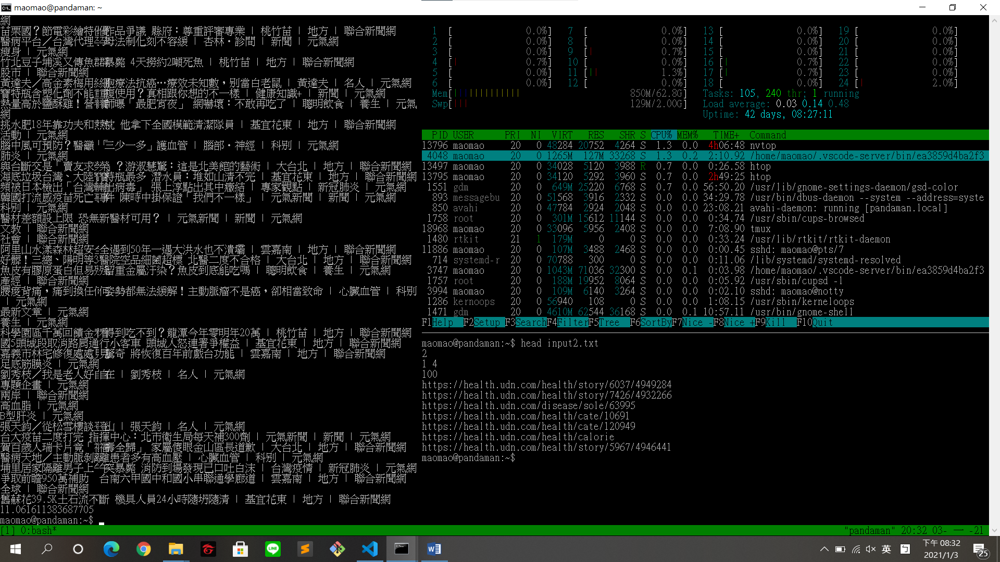 maomao@pandaman: ~
網
苗栗國？節電彩繪特優作品爭議 縣府：尊重評審專業 | 桃竹苗 | 地方 | 聯合新聞網
醫病平台／台灣代理孕母法制化刻不容緩 | 杏林．診間 | 新聞 | 元氣網
瘦身 | 元氣網
竹北豆子埔溪又傳魚群暴斃 4天撈約2噸死魚 | 桃竹苗 | 地方 | 聯合新聞網
股市 | 聯合新聞網
黃達夫／高金素梅用細胞療法抗癌…療效未知數，別當白老鼠 | 黃達夫 | 名人 | 元氣網
寶特瓶含塑化劑不能重複使用？真相跟你想的不一樣 | 健康知識+ | 新聞 | 元氣網
熱量高於鹽酥雞！營養師曝「最肥宵夜」 網嚇壞：不敢再吃了 | 聰明飲食 | 養生 | 元氣
網
挑水肥18年靠功夫和熱忱 他拿下全國模範清潔隊員 | 基宜花東 | 地方 | 聯合新聞網
活動 | 元氣網
腦中風可預防？醫籲「三少一多」護血管 | 腦部．神經 | 科別 | 元氣網
肺炎 | 元氣網
與台斷交是「賣友求榮」？游淑慧驚：這是北美館的藝術 | 大台北 | 地方 | 聯合新聞網
海底垃圾台灣、大陸寶特瓶最多 潛水員：堆如山清不完 | 基宜花東 | 地方 | 聯合新聞網
頻被日本檢出「台灣輸出病毒」 張上淳點出其中癥結 | 專家觀點 | 新冠肺炎 | 元氣網
韓國打流感疫苗死亡事件 陳時中掛保證「我們不一樣」 | 元氣新聞 | 新聞 | 元氣網
科別 | 元氣網
醫材差額設上限 恐無新醫材可用？ | 元氣新聞 | 新聞 | 元氣網
文教 | 聯合新聞網
社會 | 聯合新聞網
阿里山水漾森林超安全遇到50年一遇大洪水也不潰壩 | 雲嘉南 | 地方 | 聯合新聞網
好髒！三總、陽明等3醫院空品細菌超標 北醫二度不合格 | 大台北 | 地方 | 聯合新聞網
魚皮有膠原蛋白但易殘留重金屬汙染？魚皮到底能吃嗎 | 聰明飲食 | 養生 | 元氣網
產經 | 聯合新聞網
腰痠背痛，痛到換任何姿勢都無法緩解！主動脈瘤不是癌，卻相當致命 | 心臟血管 | 科別
 | 元氣網
最新文章 | 元氣網
養生 | 元氣網
科學園區千萬回饋金看得到吃不到？龍潭今年零明年20萬 | 桃竹苗 | 地方 | 聯合新聞網
國5頭城段取消路肩通行小客車 頭城人怒連署爭權益 | 基宜花東 | 地方 | 聯合新聞網
嘉義市林宅修復處處見驚奇 將恢復百年前戲台功能 | 雲嘉南 | 地方 | 聯合新聞網
足底筋膜炎 | 元氣網
劉秀枝／我是老人好自在 | 劉秀枝 | 名人 | 元氣網
專題企畫 | 元氣網
兩岸 | 聯合新聞網
高血脂 | 元氣網
B型肝炎 | 元氣網
張天鈞／從松雪樓談登山 | 張天鈞 | 名人 | 元氣網
台大疫苗二度打完 指揮中心：北市衛生局每天補300劑 | 元氣新聞 | 新聞 | 元氣網
賀百歲人瑞卡片竟「福壽全歸」 家屬傻眼金山區長道歉 | 大台北 | 地方 | 聯合新聞網
醫病天地／主動脈剝離患者多有高血壓 | 心臟血管 | 科別 | 元氣網
埔里居家隔離男子上午突暴斃 消防到場發現已口吐白沫 | 台灣疫情 | 新冠肺炎 | 元氣網
爭取前瞻950萬補助  台南六甲國中和國小串聯通學廊道 | 雲嘉南 | 地方 | 聯合新聞網
全球 | 聯合新聞網
舊蘇花39.5K土石流不斷 機具人員24小時隨坍隨清 | 基宜花東 | 地方 | 聯合新聞網
11.061611383687705
maomao@pandaman:~$
1 [ 0.0%] 7 [ 0.0%] 13 [ 0.0%] 19 [ 0.0%]
2 [ 0.0%] 8 [ 0.0%] 14 [ 0.0%] 20 [ 0.0%]
3 [ 0.0%] 9 [| 0.7%] 15 [ 0.0%] 21 [ 0.0%]
4 [| 0.7%] 10 [ 0.0%] 16 [| 0.7%] 22 [ 0.0%]
5 [ 0.0%] 11 [|| 1.3%] 17 [| 0.7%] 23 [ 0.0%]
6 [ 0.0%] 12 [ 0.0%] 18 [ 0.0%] 24 [| 2.0%]
Mem[||||||||||||| 850M/62.8G] Tasks: 105, 240 thr; 1 running
Swp[||| 129M/2.00G] Load average: 0.03 0.14 0.48
Uptime: 42 days, 08:27:11
PID USER PRI NI VIRT RES SHR S CPU% MEM% TIME+ Command
13796 maomao 20 0 48284 20752 4264 S 1.3 0.0 4h06:48 nvtop
4048 maomao 20 0 1265M 127M 33268 S 1.3 0.2 2:10.92 /home/maomao/.vscode-server/bin/ea3859d4ba2f3
13497 maomao 20 0 34028 5120 3988 R 0.7 0.0 0:26.58 htop
13795 maomao 20 0 34120 5292 3960 S 0.7 0.0 2h49:25 htop
1551 gdm 20 0 649M 25220 6768 S 0.7 0.0 56:50.20 /usr/lib/gnome-settings-daemon/gsd-color
893 messagebu 20 0 51568 3916 2332 S 0.0 0.0 34:29.78 /usr/bin/dbus-daemon --system --address=syste
850 avahi 20 0 47784 2924 2048 S 0.0 0.0 23:08.21 avahi-daemon: running [pandaman.local]
1758 root 20 0 301M 15612 11144 S 0.0 0.0 0:34.74 /usr/sbin/cups-browsed
18968 maomao 20 0 33096 5956 2408 S 0.0 0.0 7:08.90 tmux
1480 rtkit 21 1 179M 0 0 S 0.0 0.0 0:33.24 /usr/lib/rtkit/rtkit-daemon
11886 maomao 20 0 107M 3488 2468 S 0.0 0.0 0:00.45 sshd: maomao@pts/7
714 systemd-r 20 0 70788 300 0 S 0.0 0.0 0:11.06 /lib/systemd/systemd-resolved
3747 maomao 20 0 1043M 71036 32300 S 0.0 0.1 0:03.98 /home/maomao/.vscode-server/bin/ea3859d4ba2f3
1757 root 20 0 188M 19952 8064 S 0.0 0.0 0:05.92 /usr/sbin/cupsd -l
3994 maomao 20 0 109M 6140 3264 S 0.0 0.0 0:02.10 sshd: maomao@notty
1286 kernoops 20 0 56940 108 0 S 0.0 0.0 1:08.15 /usr/sbin/kerneloops
1471 gdm 20 0 4610M 62544 36168 S 0.0 0.1 10:57.11 /usr/bin/gnome-shell
F1Help F2Setup F3SearchF4FilterF5Tree F6SortByF7Nice -F8Nice +F9Kill F10Quit
maomao@pandaman:~$ head input2.txt
2
1 4
100
https://health.udn.com/health/story/6037/4949284
https://health.udn.com/health/story/7426/4932266
https://health.udn.com/disease/sole/63995
https://health.udn.com/health/cate/10691
https://health.udn.com/health/cate/120949
https://health.udn.com/health/calorie
https://health.udn.com/health/story/5967/4946441
maomao@pandaman:~$
[1] 0:bash* "pandaman" 20:32 03- 一 -21
英 下午 08:32
2021/1/3
25